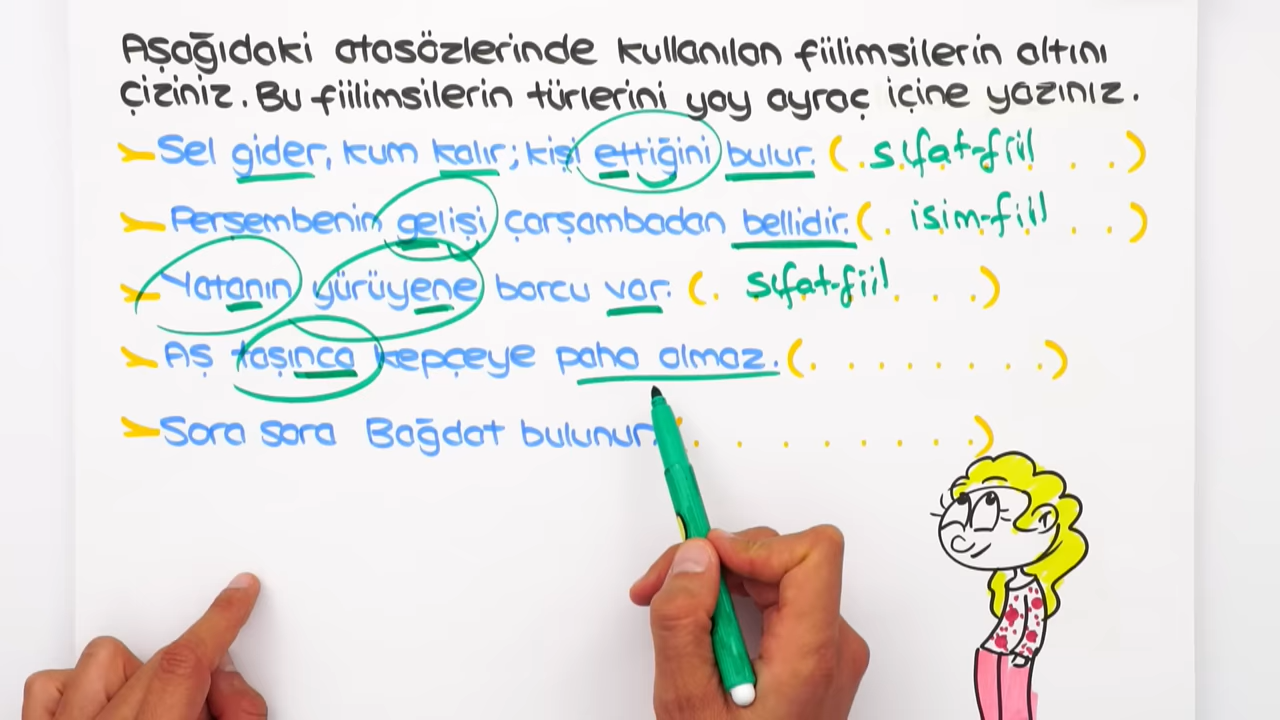 Aşağıdaki atasözlerinde kullanılan fiilimsilerin altını
çiziniz. Bu fiilimsilerin türlerini yay ayraç içine yazınız.
Sel gider, kum kalır; kişi ettiğini bulur. (. sıfat-fiil . . )
Perşembenin gelişi çarşambadan bellidir. (. isim-fiil . . )
Yatanın yürüyene borcu var. (. sıfat-fiil . . . )
Aş taşınca kepçeye paha olmaz. (. . . . . . . )
Sora sora Bağdat bulunur. (. . . . . . . . )